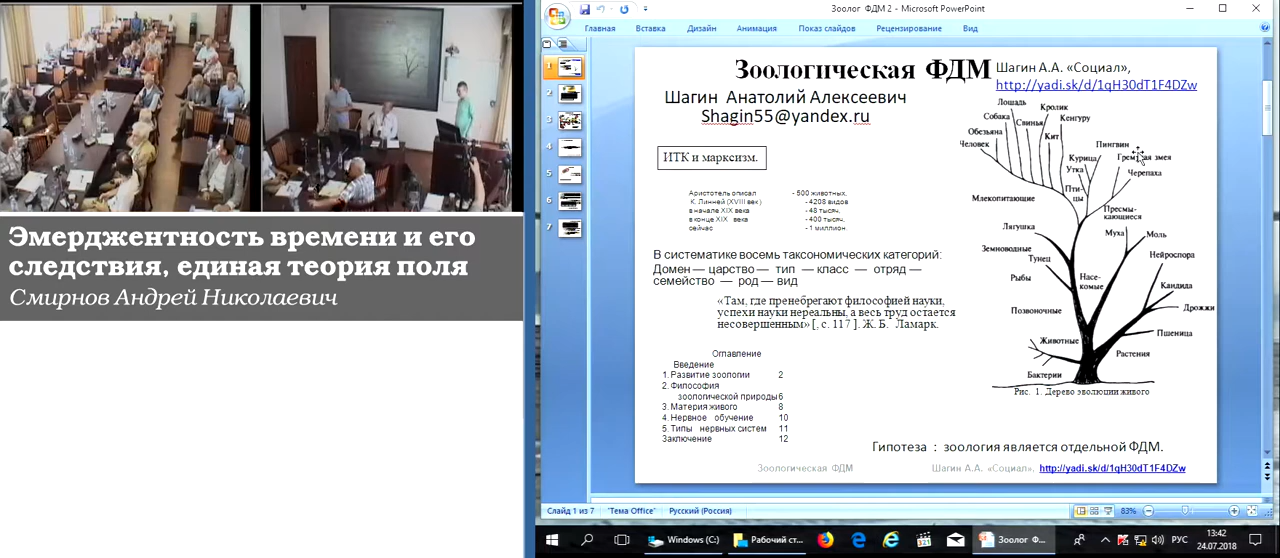 Эмерджентность времени и его
следствия, единая теория поля
Смирнов Андрей Николаевич
Зоолог ФДМ 2 - Microsoft PowerPoint
Главная Вставка Дизайн Анимация Показ слайдов Рецензирование Вид
1
2
3
4
5
6
7
Зоологическая ФДМ
Шагин А.А. «Социал»,
http://yadi.sk/d/1qH30dT1F4DZw
Шагин Анатолий Алексеевич
Shagin55@yandex.ru
ИТК и марксизм.
Аристотель описал - 500 животных.
К. Линней (XVIII век) - 4208 видов
в начале XIX века - 48 тысяч.
в конце XIX века - 400 тысяч.
сейчас - 1 миллион.
В систематике восемь таксономических категорий:
Домен — царство — тип — класс — отряд —
семейство — род — вид
«Там, где пренебрегают философией науки,
успехи науки нереальны, а весь труд остается
несовершенным» [, с. 117 ]. Ж. Б. Ламарк.
Оглавление
Введение
1. Развитие зоологии 2
2. Философия
зоологической природы 6
3. Материя живого 8
4. Нервное обучение 10
5. Типы нервных систем 11
Заключение 12
Лошадь
Кролик
Собака
Свинья
Кенгуру
Обезьяна
Кит
Человек
Пингвин
Курица
Гремучая змея
Утка
Черепаха
Млекопитающие
Пти-
цы
Пресмы-
кающиеся
Лягушка
Муха
Моль
Земноводные
Тунец
Нейроспора
Рыбы
Насе-
комые
Кандида
Позвоночные
Дрожжи
Пшеница
Животные
Растения
Бактерии
Рис. 1. Дерево эволюции живого
Гипотеза : зоология является отдельной ФДМ.
Зоологическая ФДМ
Шагин А.А. «Социал», http://yadi.sk/d/1qH30dT1F4DZw
Слайд 1 из 7 "Тема Office" Русский (Россия) 83%
Windows (C:) Рабочий ст... 321 Зоолог Ф... РУС
13:42
24.07.2018